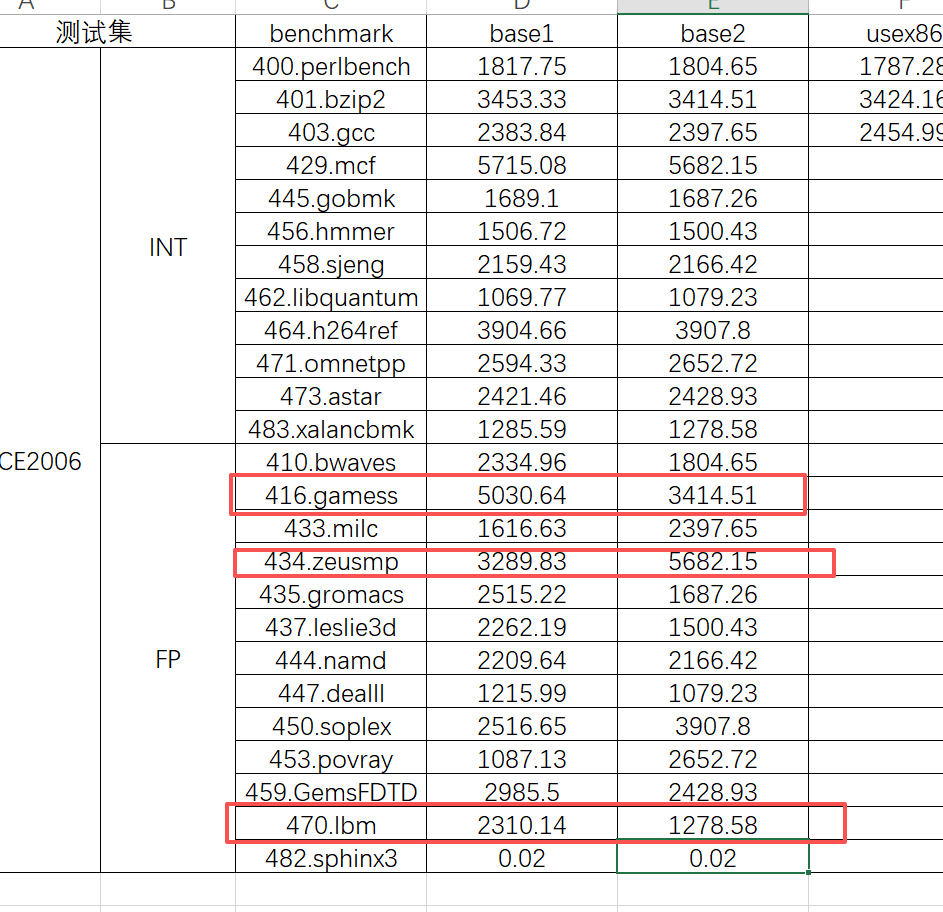 A B C D E F
测试集 benchmark base1 base2 usex86
400.perlbench 1817.75 1804.65 1787.28
401.bzip2 3453.33 3414.51 3424.16
403.gcc 2383.84 2397.65 2454.99
429.mcf 5715.08 5682.15
445.gobmk 1689.1 1687.26
456.hmmer 1506.72 1500.43
INT
458.sjeng 2159.43 2166.42
462.libquantum 1069.77 1079.23
464.h264ref 3904.66 3907.8
471.omnetpp 2594.33 2652.72
473.astar 2421.46 2428.93
483.xalancbmk 1285.59 1278.58
CE2006
410.bwaves 2334.96 1804.65
416.gamess 5030.64 3414.51
433.milc 1616.63 2397.65
434.zeusmp 3289.83 5682.15
435.gromacs 2515.22 1687.26
437.leslie3d 2262.19 1500.43
FP
444.namd 2209.64 2166.42
447.dealll 1215.99 1079.23
450.soplex 2516.65 3907.8
453.povray 1087.13 2652.72
459.GemsFDTD 2985.5 2428.93
470.lbm 2310.14 1278.58
482.sphinx3 0.02 0.02